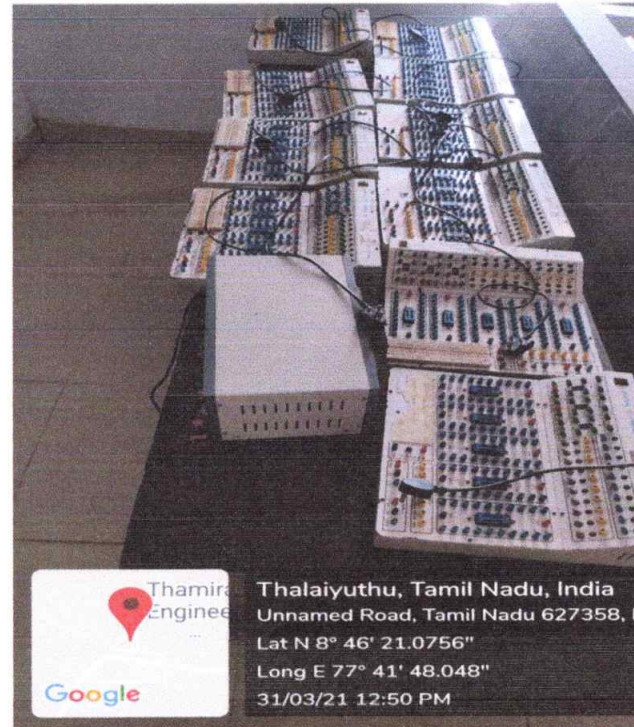 Thamira
Enginee
Google
Thalaiyuthu, Tamil Nadu, India
Unnamed Road, Tamil Nadu 627358,
Lat N 8° 46' 21.0756"
Long E 77° 41' 48.048"
31/03/21 12:50 PM